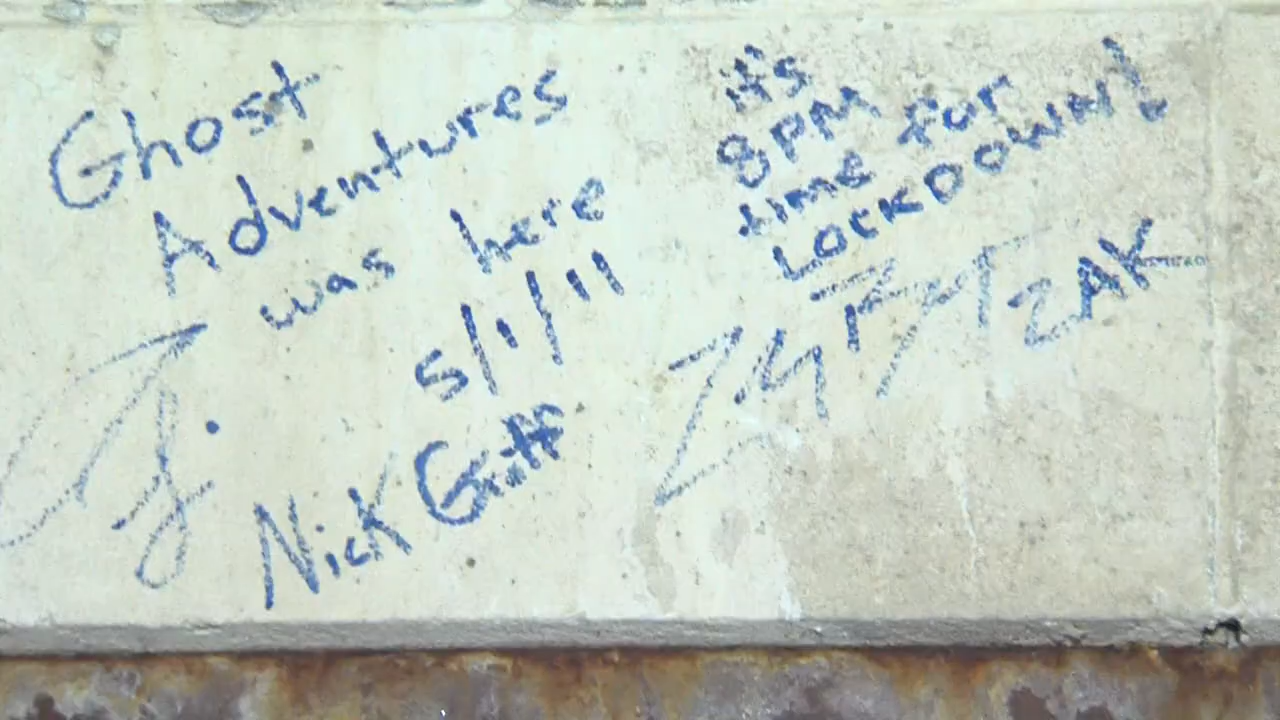 Ghost
Adventures
was here
5/1/11
Nick Groff
it's
8PM
time for
LOCKDOWN!
ZAK